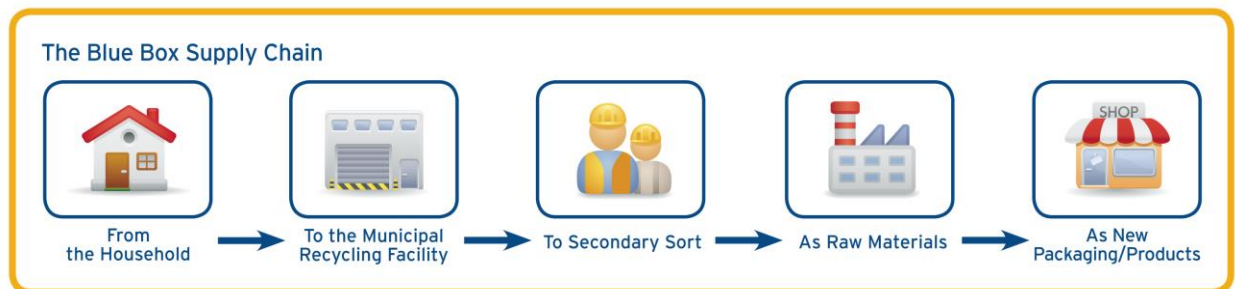 The Blue Box Supply Chain
SHOP
From
the Household
To the Municipal
Recycling Facility
To Secondary Sort
As Raw Materials
As New
Packaging/Products